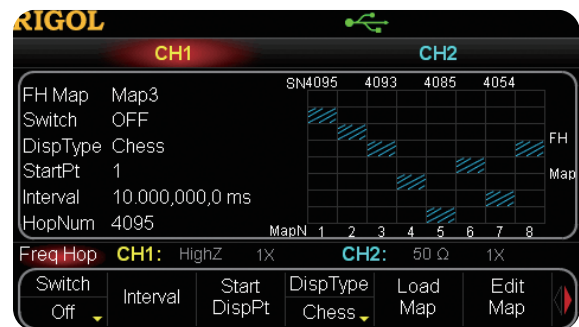 RIGOL
CH1 CH2
SN4095 4093 4085 4054
FH Map Map3
Switch OFF
DispType Chess
StartPt 1
Interval 10.000,000,0 ms
HopNum 4095
FH
Map
MapN 1 2 3 4 5 6 7 8
Freq Hop CH1: HighZ 1X CH2: 50 Ω 1X
Switch Interval Start DispType Load Edit
Off DispPt Chess Map Map